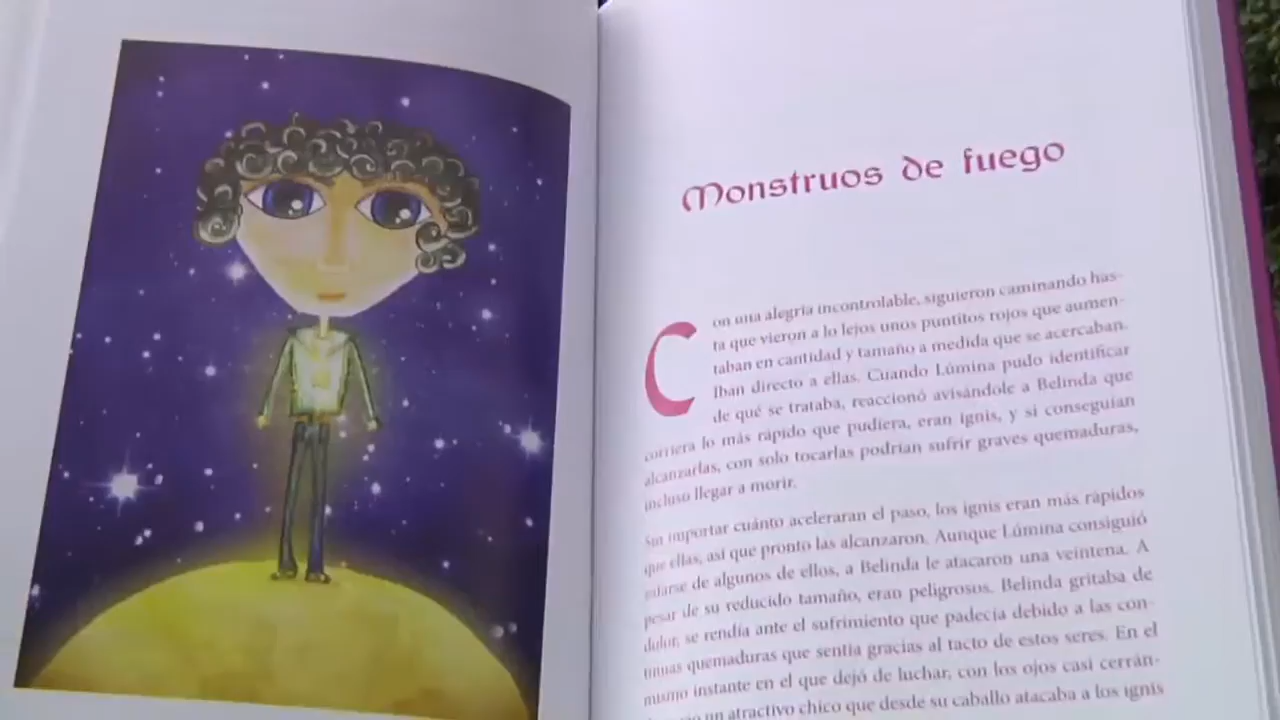 Monstruos de fuego
Con una alegría incontrolable, siguieron caminando has-
ta que vieron a lo lejos unos puntitos rojos que aumen-
taban en cantidad y tamaño a medida que se acercaban.
Iban directo a ellas. Cuando Lúmina pudo identificar
de qué se trataba, reaccionó avisándole a Belinda que
corriera lo más rápido que pudiera, eran ignis, y si conseguían
alcanzarlas, con solo tocarlas podrían sufrir graves quemaduras,
incluso llegar a morir.
Sin importar cuánto aceleraran el paso, los ignis eran más rápidos
que ellas, así que pronto las alcanzaron. Aunque Lúmina consiguió
de algunos de ellos, a Belinda le atacaron una veintena. A
pesar de su reducido tamaño, eran peligrosos. Belinda gritaba de
dolor, se rendía ante el sufrimiento que padecía debido a las con-
tinuas quemaduras que sentía gracias al tacto de estos seres. En el
mismo instante en el que dejó de luchar, con los ojos casi cerrán-
un atractivo chico que desde su caballo atacaba a los ignis